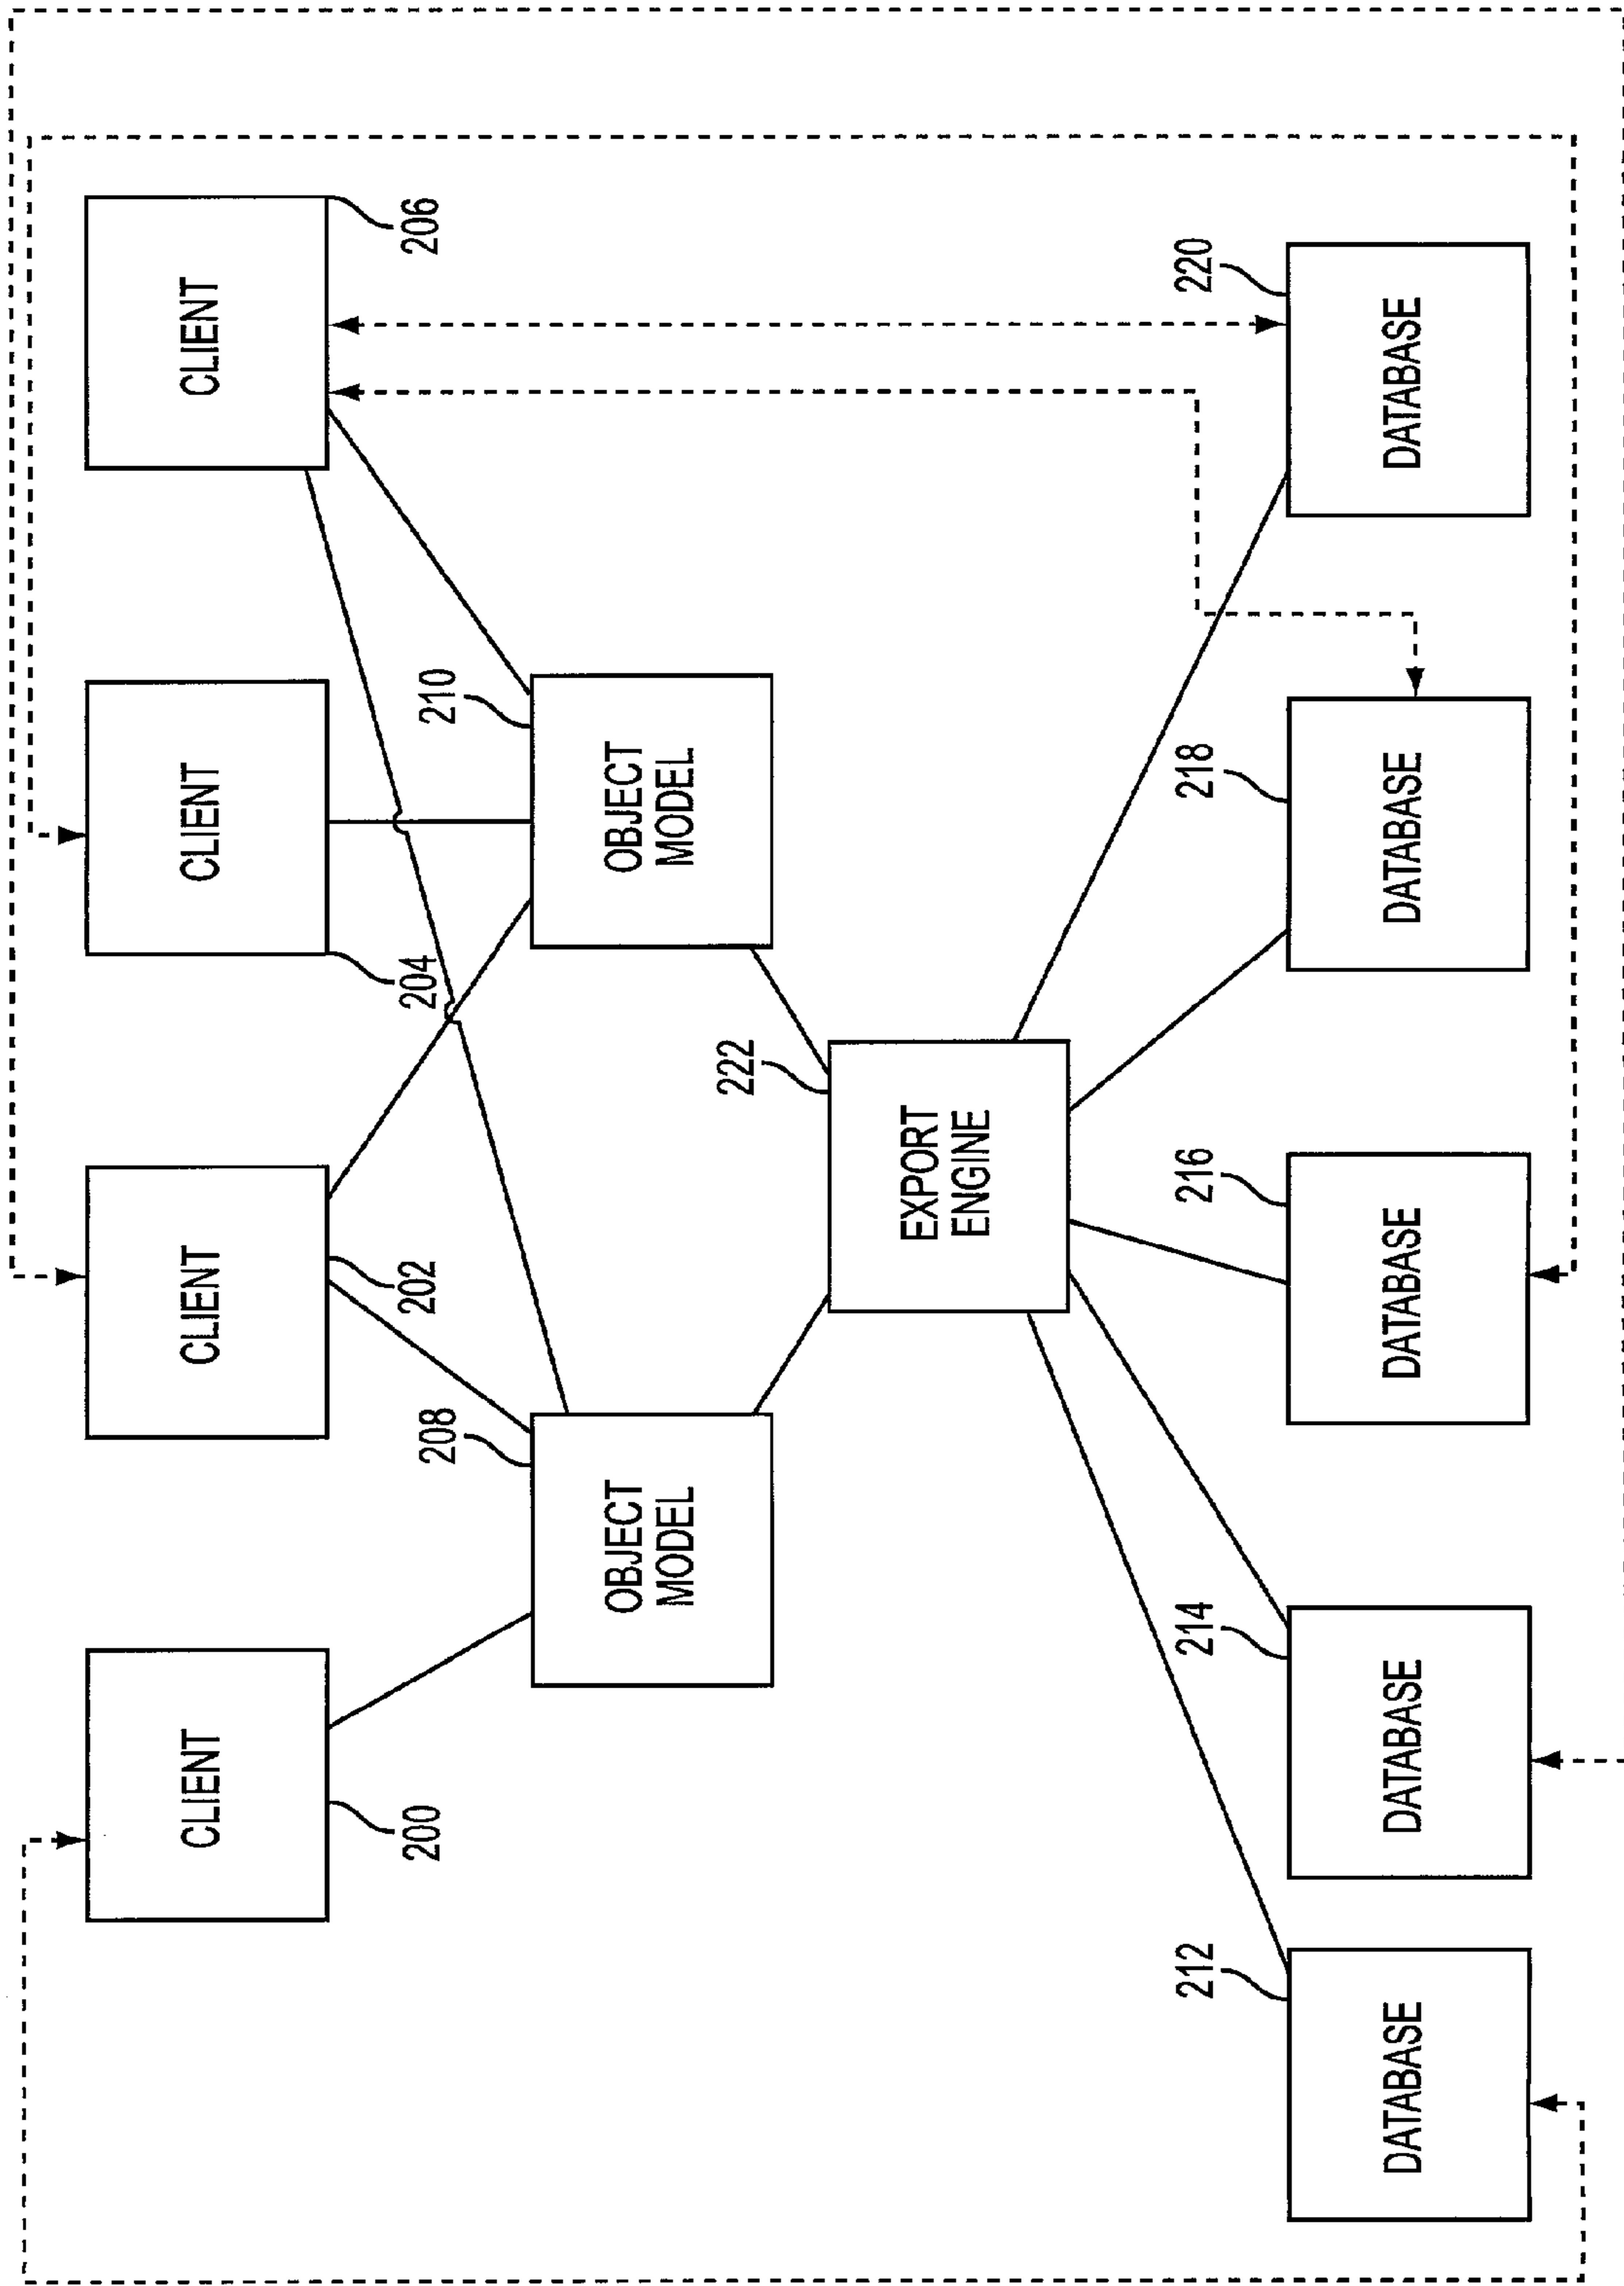 CLIENT
200
CLIENT
202
CLIENT
204
CLIENT
206
208
OBJECT
MODEL
210
OBJECT
MODEL
222
EXPORT
ENGINE
212
DATABASE
214
DATABASE
216
DATABASE
218
DATABASE
220
DATABASE